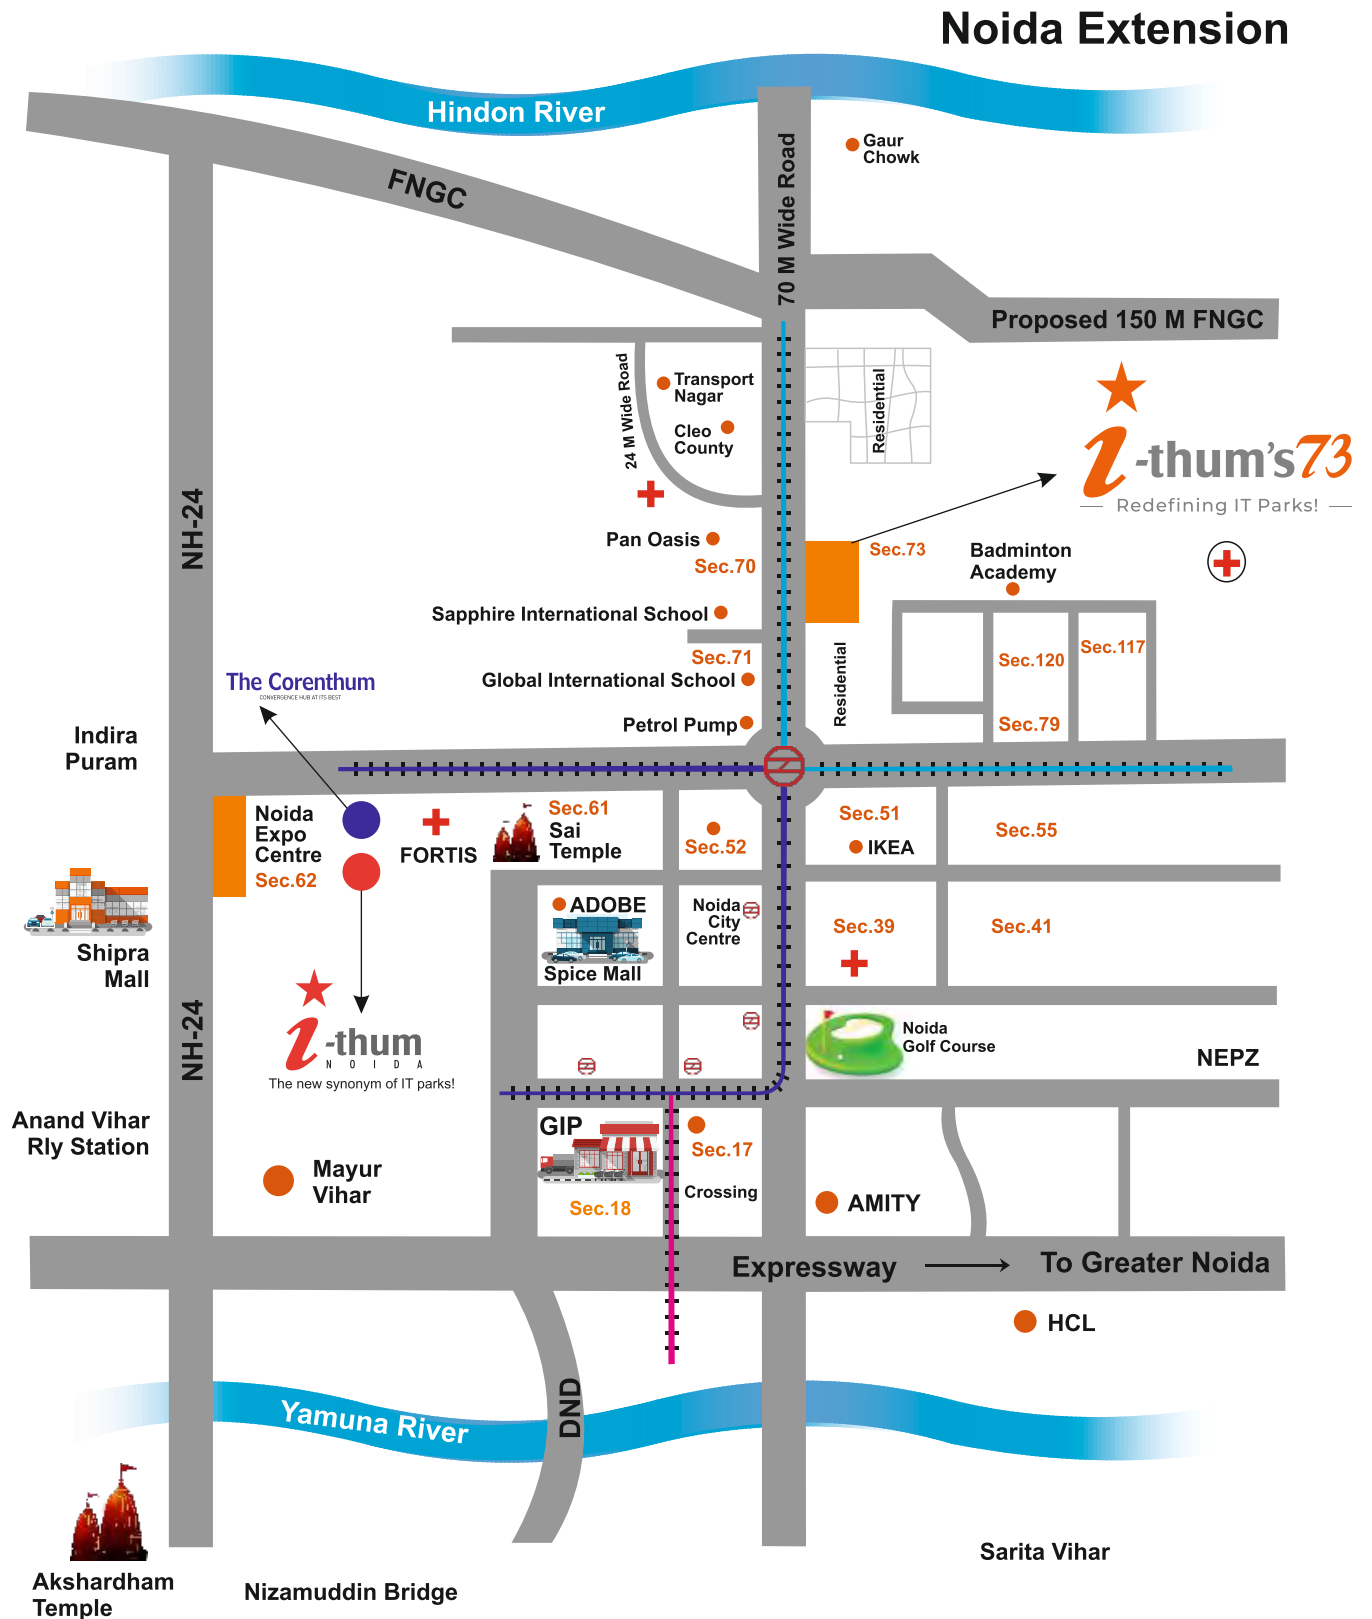 Noida Extension
Hindon River
Gaur
Chowk
FNGC
70 M Wide Road
Proposed 150 M FNGC
24 M Wide Road
Transport
Nagar
Cleo
County
Residential
i-thum's73
Redefining IT Parks!
NH-24
Pan Oasis
Sec.70
Sec.73
Badminton
Academy
Sapphire International School
Sec.71
Global International School
Petrol Pump
Residential
Sec.120
Sec.117
Sec.79
The Corenthum
CONVERGENCE HUB AT ITS BEST
Indira
Puram
Noida
Expo
Centre
Sec.62
FORTIS
Sec.61
Sai
Temple
Sec.52
Sec.51
IKEA
Sec.55
Shipra
Mall
ADOBE
Spice Mall
Noida
City
Centre
Sec.39
Sec.41
NH-24
i-thum
NOIDA
The new synonym of IT parks!
Noida
Golf Course
NEPZ
Anand Vihar
Rly Station
GIP
Sec.17
Mayur
Vihar
Sec.18
Crossing
AMITY
Expressway
To Greater Noida
HCL
DND
Yamuna River
Akshardham
Temple
Nizamuddin Bridge
Sarita Vihar